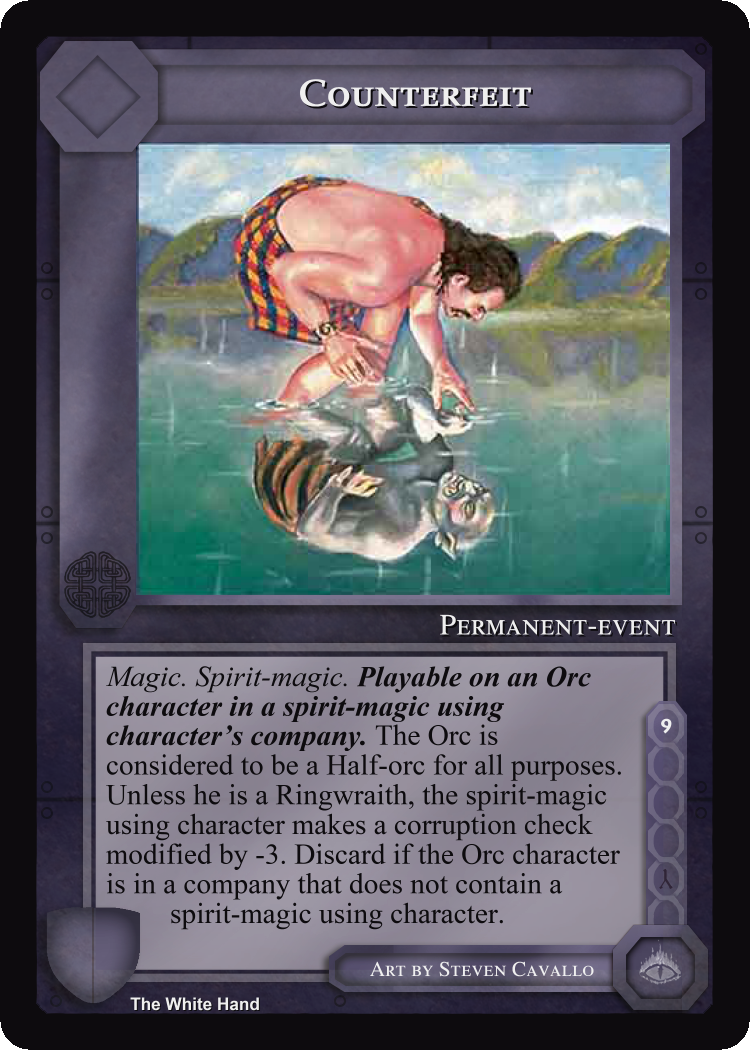 Counterfeit
Permanent-event
Magic. Spirit-magic. Playable on an Orc
character in a spirit-magic using
character's company. The Orc is
considered to be a Half-orc for all purposes.
Unless he is a Ringwraith, the spirit-magic
using character makes a corruption check
modified by -3. Discard if the Orc character
is in a company that does not contain a
spirit-magic using character.
9
Art by Steven Cavallo
The White Hand